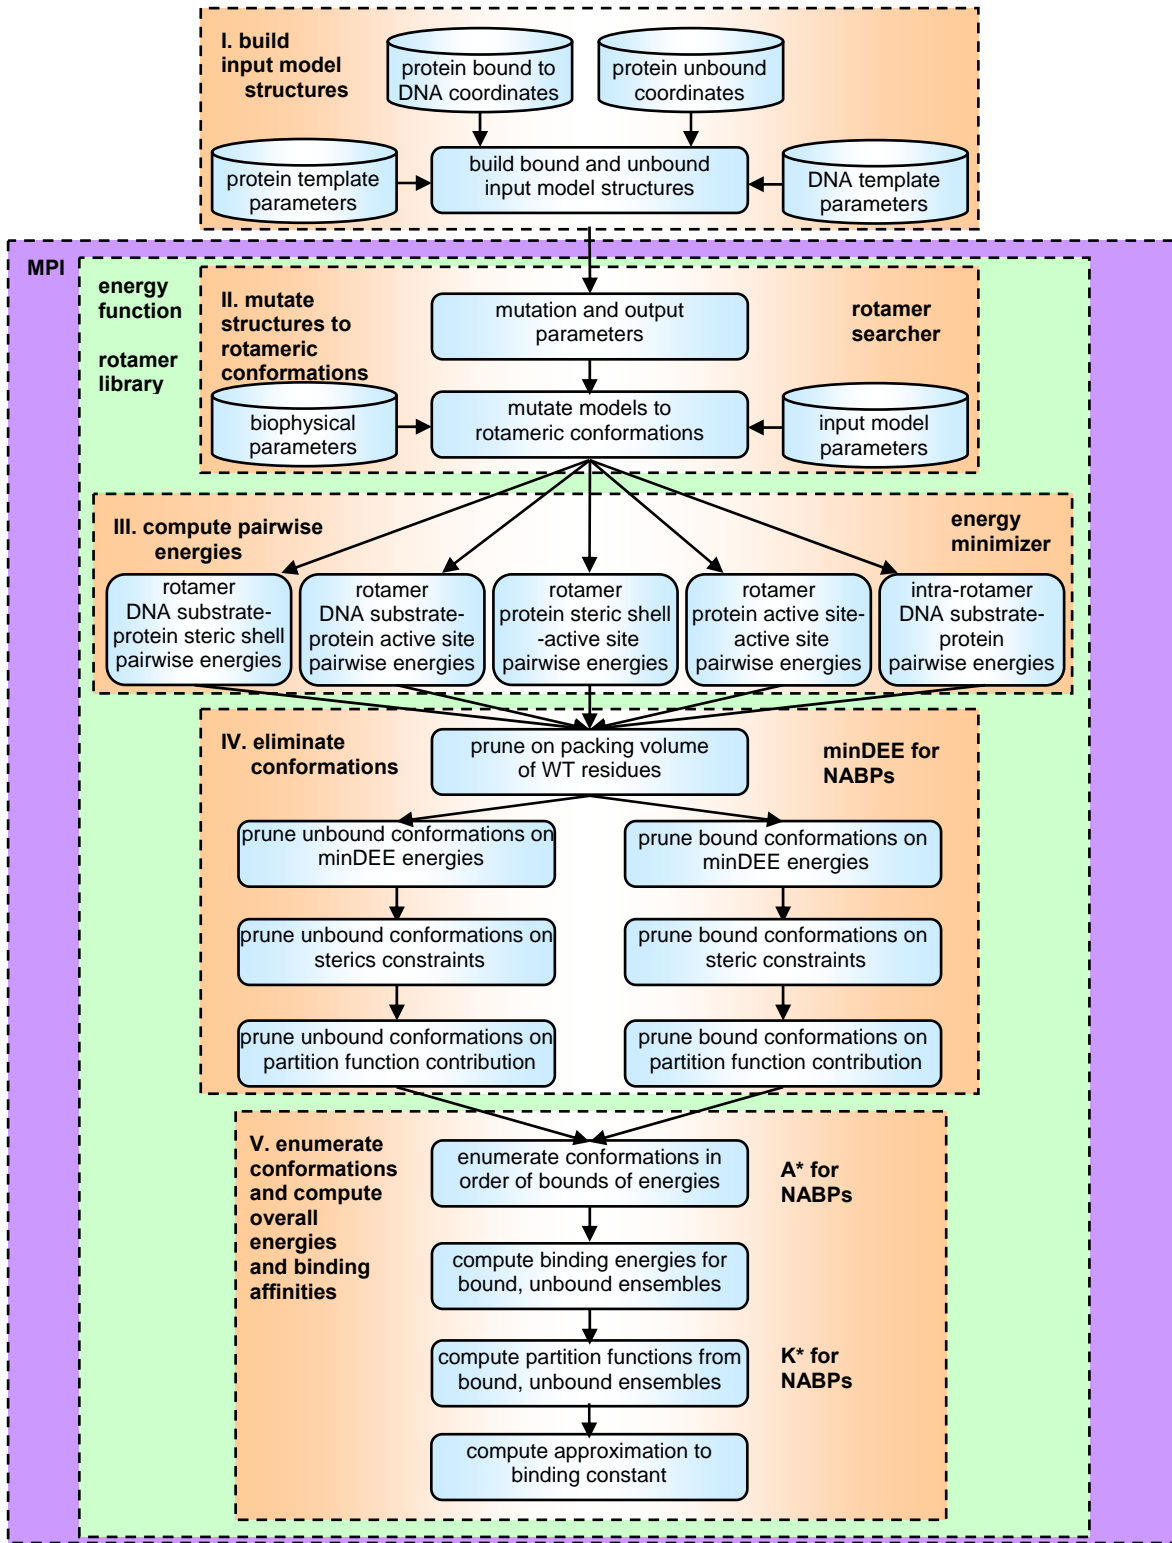 I. build
input model
structures
protein bound to
DNA coordinates
protein unbound
coordinates
protein template
parameters
build bound and unbound
input model structures
DNA template
parameters
MPI
energy
function
rotamer
library
II. mutate
structures to
rotameric
conformations
mutation and output
parameters
rotamer
searcher
biophysical
parameters
mutate models to
rotameric conformations
input model
parameters
III. compute pairwise
energies
energy
minimizer
rotamer
DNA substrate-
protein steric shell
pairwise energies
rotamer
DNA substrate-
protein active site
pairwise energies
rotamer
protein steric shell
-active site
pairwise energies
rotamer
protein active site-
active site
pairwise energies
intra-rotamer
DNA substrate-
protein
pairwise energies
IV. eliminate
conformations
prune on packing volume
of WT residues
minDEE for
NABPs
prune unbound conformations on
minDEE energies
prune bound conformations on
minDEE energies
prune unbound conformations on
sterics constraints
prune bound conformations on
steric constraints
prune unbound conformations on
partition function contribution
prune bound conformations on
partition function contribution
V. enumerate
conformations
and compute
overall
energies
and binding
affinities
enumerate conformations in
order of bounds of energies
A* for
NABPs
compute binding energies for
bound, unbound ensembles
compute partition functions from
bound, unbound ensembles
K* for
NABPs
compute approximation to
binding constant